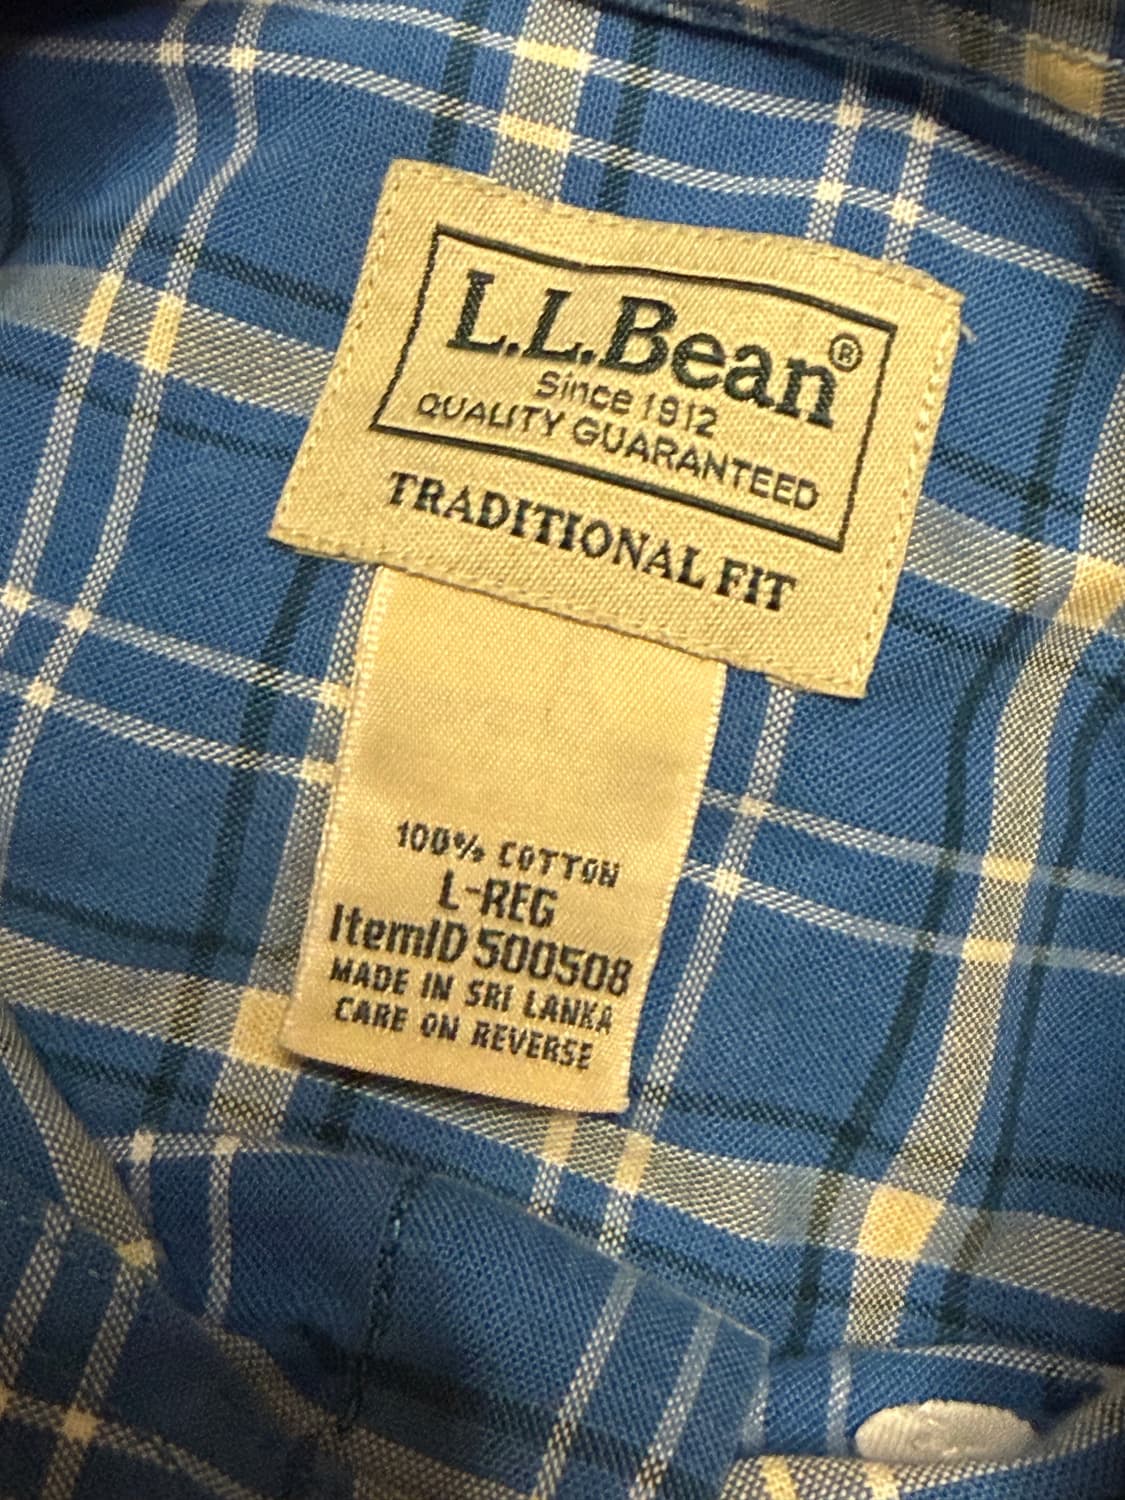 L.L.Bean®
Since 1912
QUALITY GUARANTEED
TRADITIONAL FIT
100% COTTON
L-REG
ItemID 500508
MADE IN SRI LANKA
CARE ON REVERSE